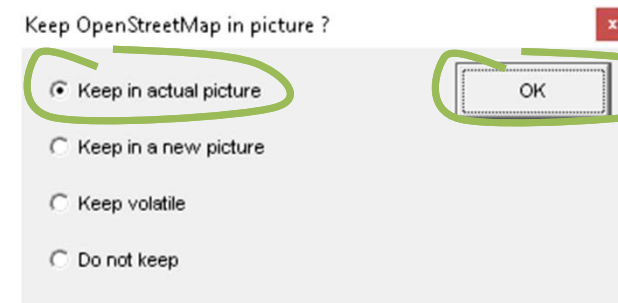 Keep OpenStreetMap in picture ?
x
Keep in actual picture
OK
Keep in a new picture
Keep volatile
Do not keep